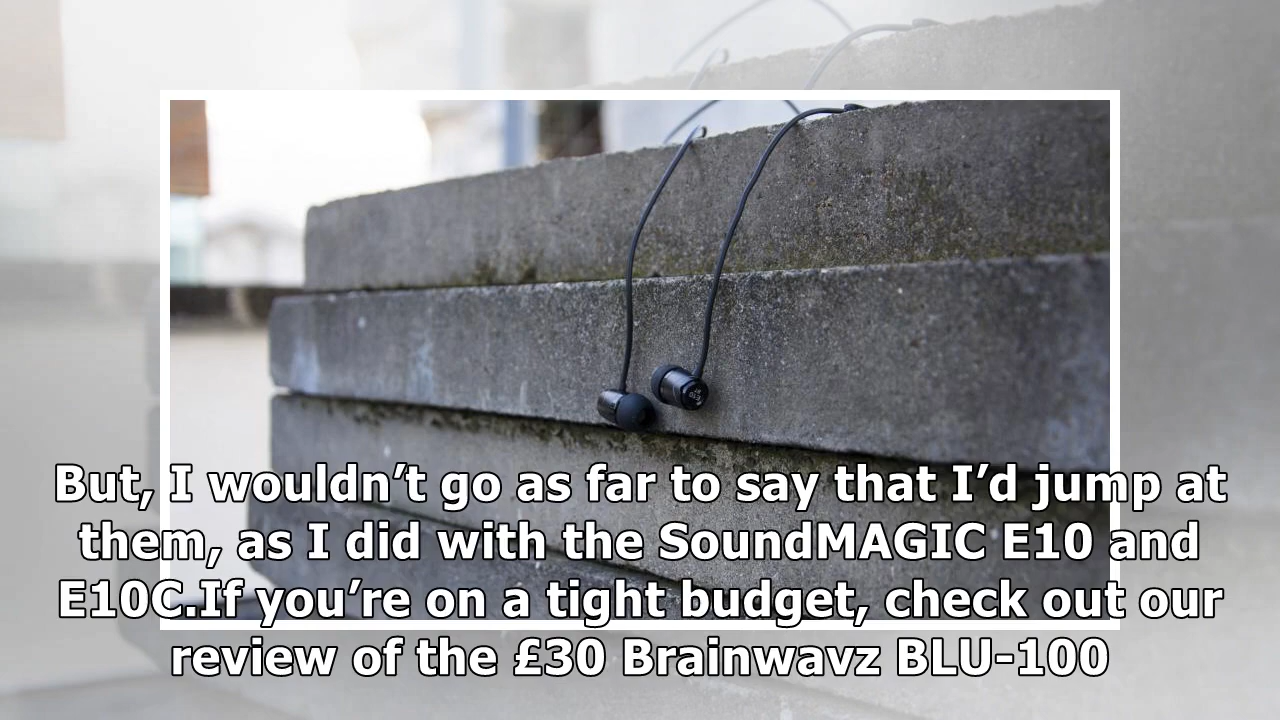 But, I wouldn’t go as far to say that I’d jump at
them, as I did with the SoundMAGIC E10 and
E10C.If you’re on a tight budget, check out our
review of the £30 Brainwavz BLU-100